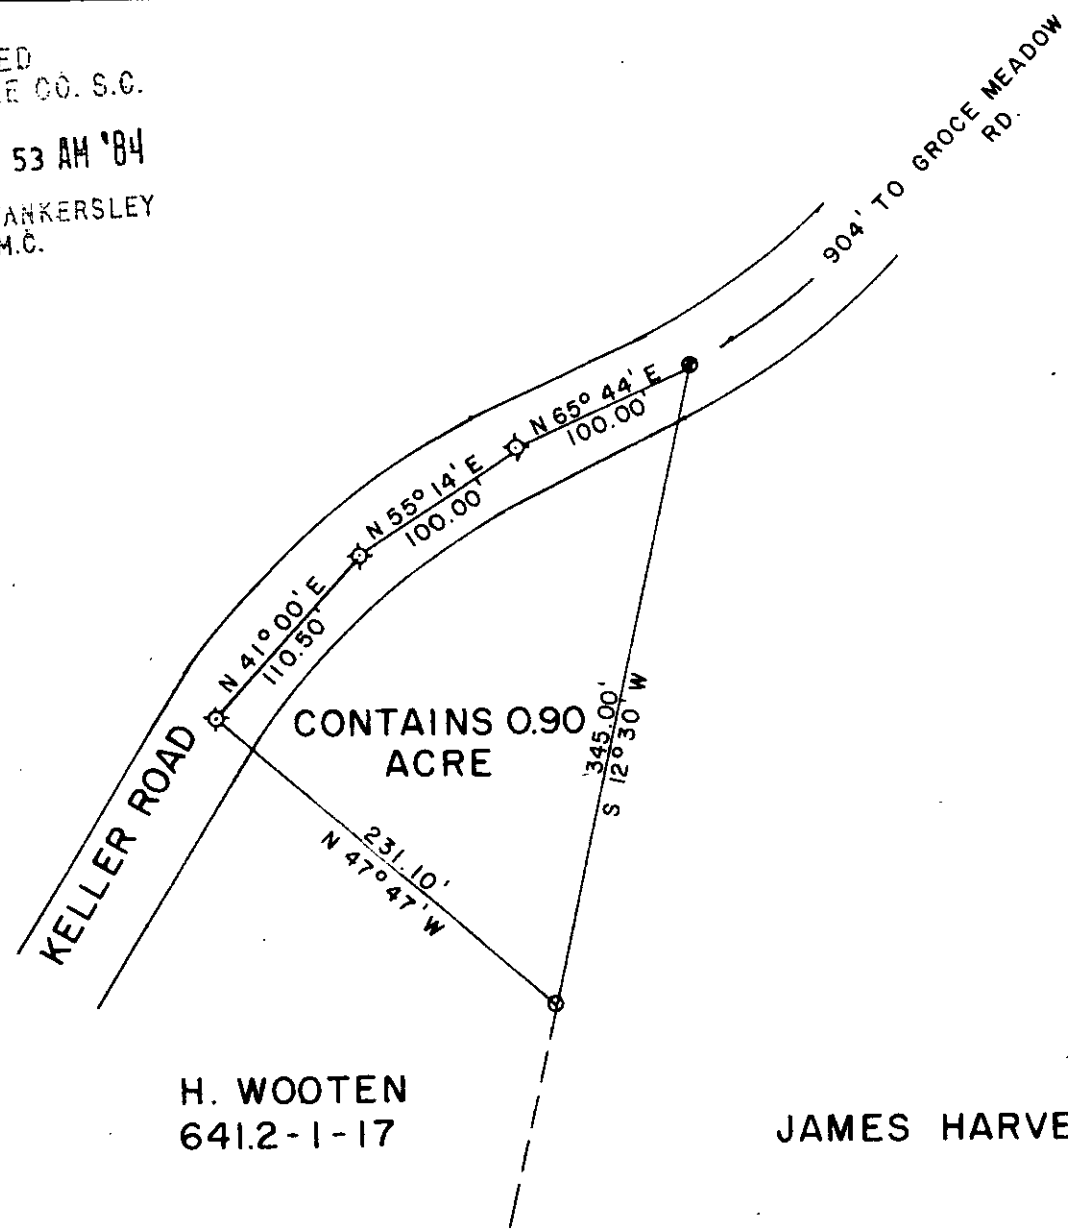 CO. S.C.
53 AM '84
ANKERSLEY
M.C.
904' TO GROCE MEADOW
RD.
N 65° 44' E
100.00'
N 55° 14' E
100.00'
N 41° 00' E
110.50'
CONTAINS 0.90
ACRE
345.00'
S 12° 30' W
KELLER ROAD
231.10'
N 47° 47' W
H. WOOTEN
641.2-1-17
JAMES HARVE